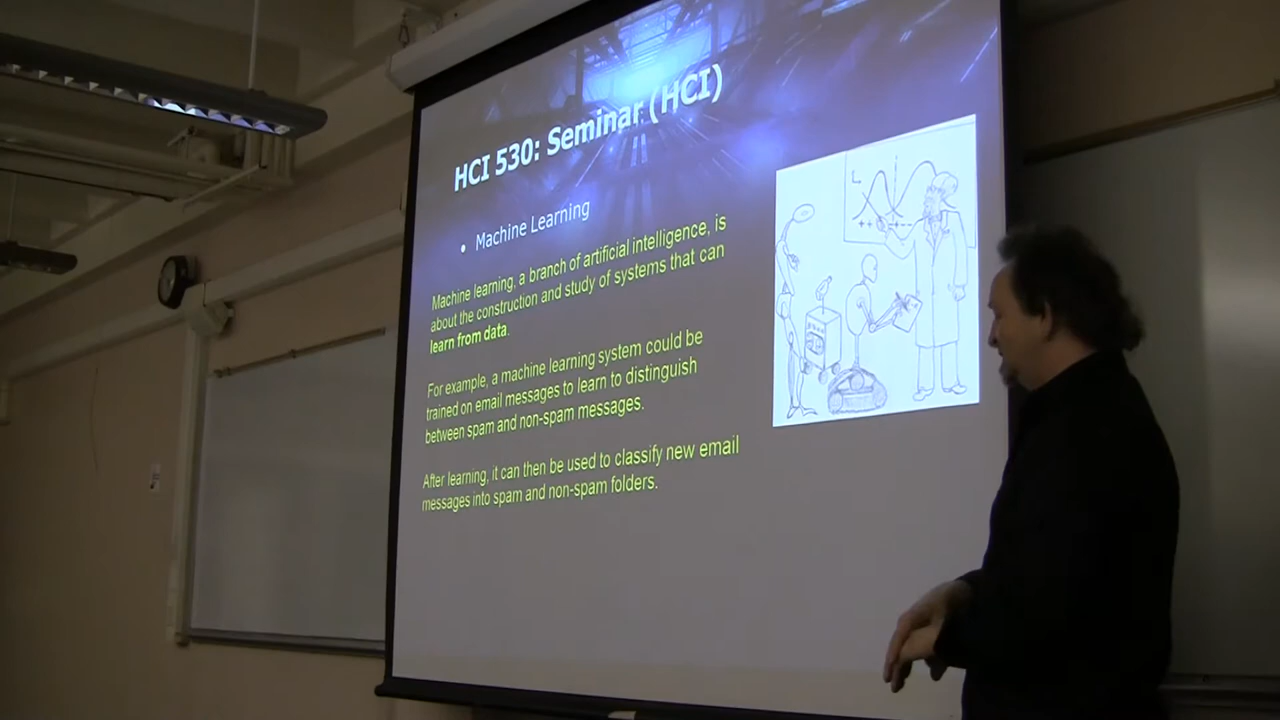 HCI 530: Seminar (HCI)
• Machine Learning
Machine learning, a branch of artificial intelligence, is
about the construction and study of systems that can
learn from data.
For example, a machine learning system could be
trained on email messages to learn to distinguish
between spam and non-spam messages.
After learning, it can then be used to classify new email
messages into spam and non-spam folders.
L